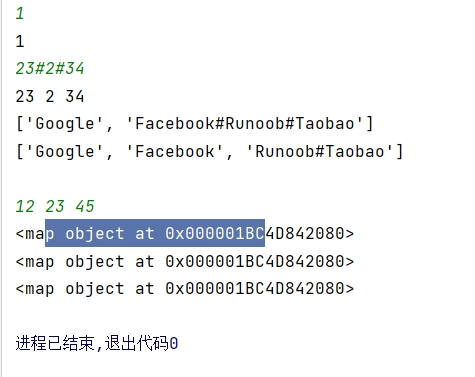 1
1
23#2#34
23 2 34
['Google', 'Facebook#Runoob#Taobao']
['Google', 'Facebook', 'Runoob#Taobao']
12 23 45
<map object at 0x000001BC4D842080>
<map object at 0x000001BC4D842080>
<map object at 0x000001BC4D842080>
进程已结束,退出代码0